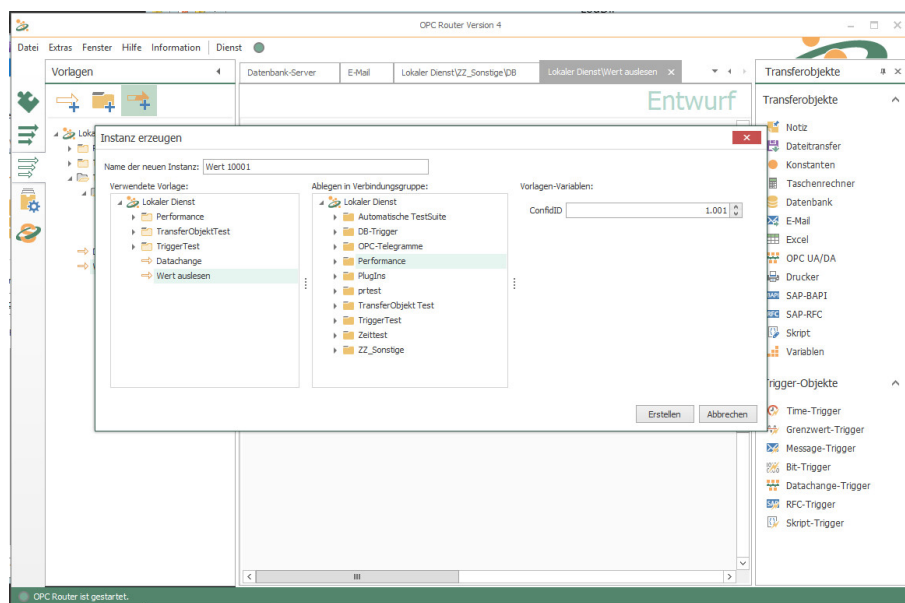 OPC Router Version 4
Datei Extras Fenster Hilfe Information Dienst
Vorlagen
Datenbank-Server E-Mail Lokaler Dienst\ZZ_Sonstige\DB Lokaler Dienst\Wert auslesen
Entwurf
Instanz erzeugen
Name der neuen Instanz: Wert 10001
Verwendete Vorlage:
Lokaler Dienst
Performance
TransferObjektTest
TriggerTest
Datachange
Wert auslesen
Ablegen in Verbindungsgruppe:
Lokaler Dienst
Automatische TestSuite
DB-Trigger
OPC-Telegramme
Performance
PlugIns
prtest
TransferObjekt Test
TriggerTest
Zeittest
ZZ_Sonstige
Vorlagen-Variablen:
ConfidID 1.001
Erstellen Abbrechen
Transferobjekte
Transferobjekte
Notiz
Dateitransfer
Konstanten
Taschenrechner
Datenbank
E-Mail
Excel
OPC UA/DA
Drucker
SAP-BAPI
SAP-RFC
Skript
Variablen
Trigger-Objekte
Time-Trigger
Grenzwert-Trigger
Message-Trigger
Bit-Trigger
Datachange-Trigger
RFC-Trigger
Skript-Trigger
OPC Router ist gestartet.